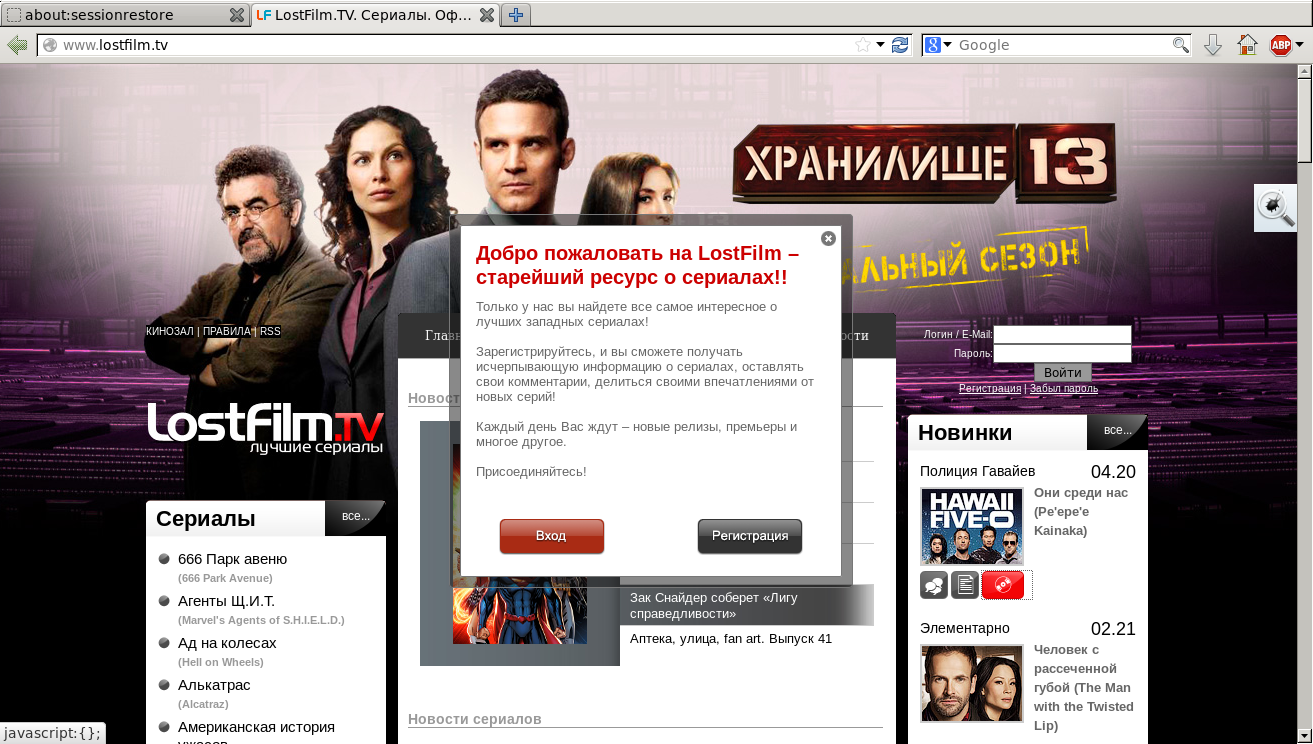 about:sessionrestore
LostFilm.TV. Сериалы. Оф...
www.lostfilm.tv
Google
ABP
ХРАНИЛИЩЕ 13
13
АЛЬНЫЙ СЕЗОН
Добро пожаловать на LostFilm –
старейший ресурс о сериалах!!
Только у нас вы найдете все самое интересное о
лучших западных сериалах!
Зарегистрируйтесь, и вы сможете получать
исчерпывающую информацию о сериалах, оставлять
свои комментарии, делиться своими впечатлениями от
новых серий!
Каждый день Вас ждут – новые релизы, премьеры и
многое другое.
Присоединяйтесь!
Вход
Регистрация
КИНОЗАЛ | ПРАВИЛА | RSS
LostFilm.TV
лучшие сериалы
Сериалы
все...
666 Парк авеню
(666 Park Avenue)
Агенты Щ.И.Т.
(Marvel's Agents of S.H.I.E.L.D.)
Ад на колесах
(Hell on Wheels)
Алькатрас
(Alcatraz)
Американская история
ужасов
Глав
ости
Новост
Зак Снайдер соберет «Лигу
справедливости»
Аптека, улица, fan art. Выпуск 41
Новости сериалов
Логин / E-Mail:
Пароль:
Войти
Регистрация | Забыл пароль
Новинки
все...
Полиция Гавайев
04.20
HAWAII
FIVE-O
Они среди нас
(Pe'epe'e
Kainaka)
Элементарно
02.21
Человек с
рассеченной
губой (The Man
with the Twisted
Lip)
javascript:{};